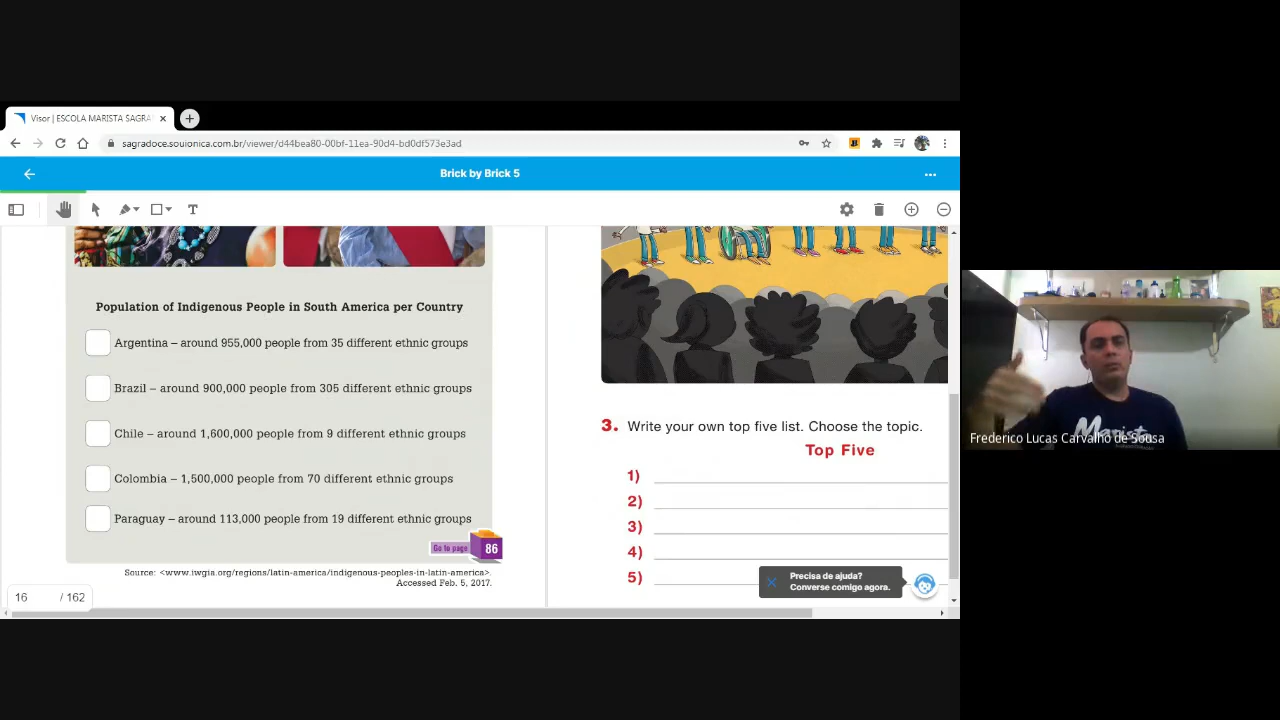 Visor | ESCOLA MARISTA SAGRA
sagradors.souionica.com.br/viewer/d44bea80-00bf-11ea-90d4-bd0df573e3ad
Brick by Brick 5
Population of Indigenous People in South America per Country
Argentina – around 955,000 people from 35 different ethnic groups
Brazil – around 900,000 people from 305 different ethnic groups
Chile – around 1,600,000 people from 9 different ethnic groups
Colombia – 1,500,000 people from 70 different ethnic groups
Paraguay – around 113,000 people from 19 different ethnic groups
Go to page 86
Source: <www.iwgia.org/regions/latin-america/indigenous-peoples-in-latin-america>.
Accessed Feb. 5, 2017.
16 / 162
3. Write your own top five list. Choose the topic.
Top Five
1)
2)
3)
4)
5)
Precisa de ajuda?
Converse comigo agora.
Marista
Frederico Lucas Carvalho de Sousa